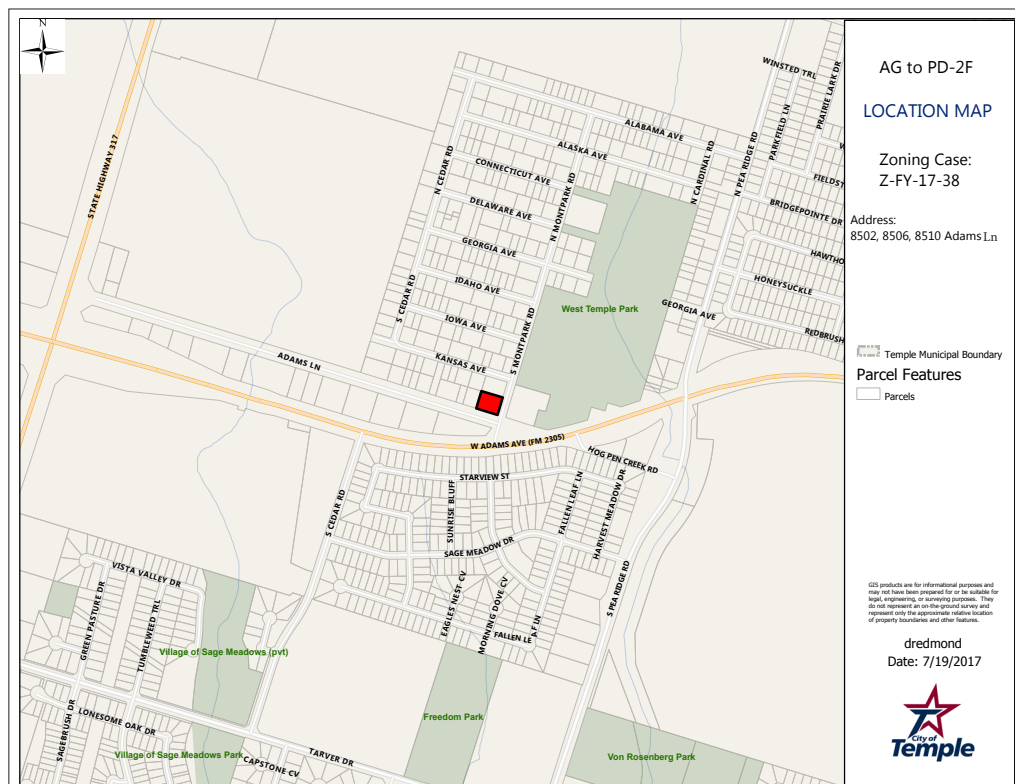 N
AG to PD-2F
LOCATION MAP
Zoning Case:
Z-FY-17-38
Address:
8502, 8506, 8510 Adams Ln
Temple Municipal Boundary
Parcel Features
Parcels
GIS products are for informational purposes and
may not have been prepared for or be suitable for
legal, engineering, or surveying purposes. They
do not represent an on-the-ground survey and
represent only the approximate relative location
of property boundaries and other features.
dredmond
Date: 7/19/2017
City of
Temple
STATE HIGHWAY 317
WINSTED TRL
PRAIRIE LARK DR
PARKFIELD LN
N PEA RIDGE RD
ALABAMA AVE
ALASKA AVE
N CARDINAL RD
N CEDAR RD
CONNECTICUT AVE
N MONTPARK RD
FIELDST
DELAWARE AVE
BRIDGEPOINTE DR
GEORGIA AVE
HAWTHO
IDAHO AVE
HONEYSUCKLE
S CEDAR RD
West Temple Park
GEORGIA AVE
IOWA AVE
REDBRUSH
S MONTPARK RD
KANSAS AVE
ADAMS LN
W ADAMS AVE (FM 2305)
HOG PEN CREEK RD
STARVIEW ST
S CEDAR RD
SUNRISE BLUFF
FALLEN LEAF LN
HARVEST MEADOW DR
SAGE MEADOW DR
S PEA RIDGE RD
VISTA VALLEY DR
EAGLES NEST CV
MORNING DOVE CV
GREEN PASTURE DR
TUMBLEWEED TRL
FALLEN LE
A F LN
Village of Sage Meadows (pvt)
SAGEBRUSH DR
LONESOME OAK DR
Freedom Park
Village of Sage Meadows Park
TARVER DR
CAPSTONE CV
Von Rosenberg Park